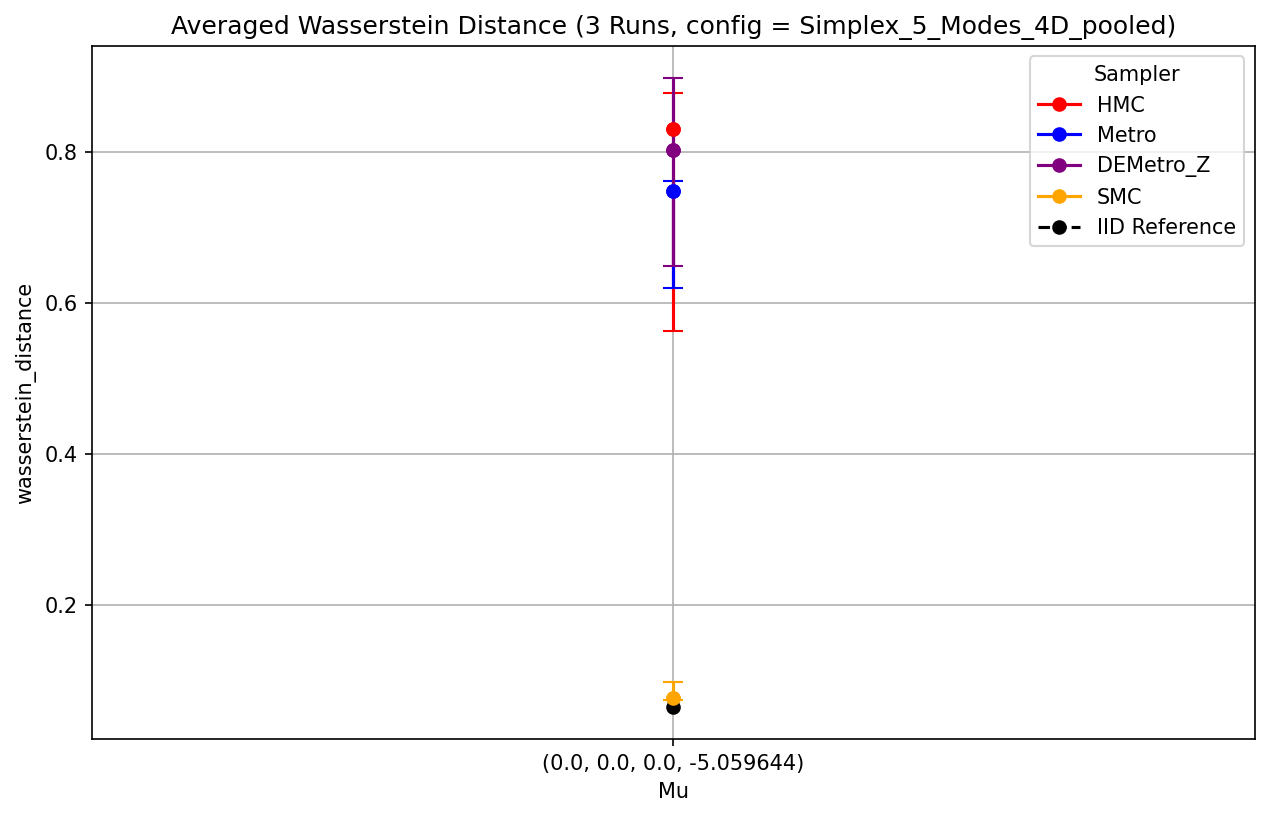 Averaged Wasserstein Distance (3 Runs, config = Simplex_5_Modes_4D_pooled)
Sampler
HMC
Metro
DEMetro_Z
SMC
IID Reference
wasserstein_distance
0.8
0.6
0.4
0.2
(0.0, 0.0, 0.0, -5.059644)
Mu